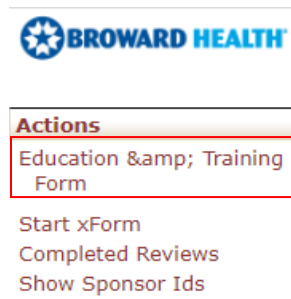 BROWARD HEALTH
Actions
Education &amp; Training
Form
Start xForm
Completed Reviews
Show Sponsor Ids